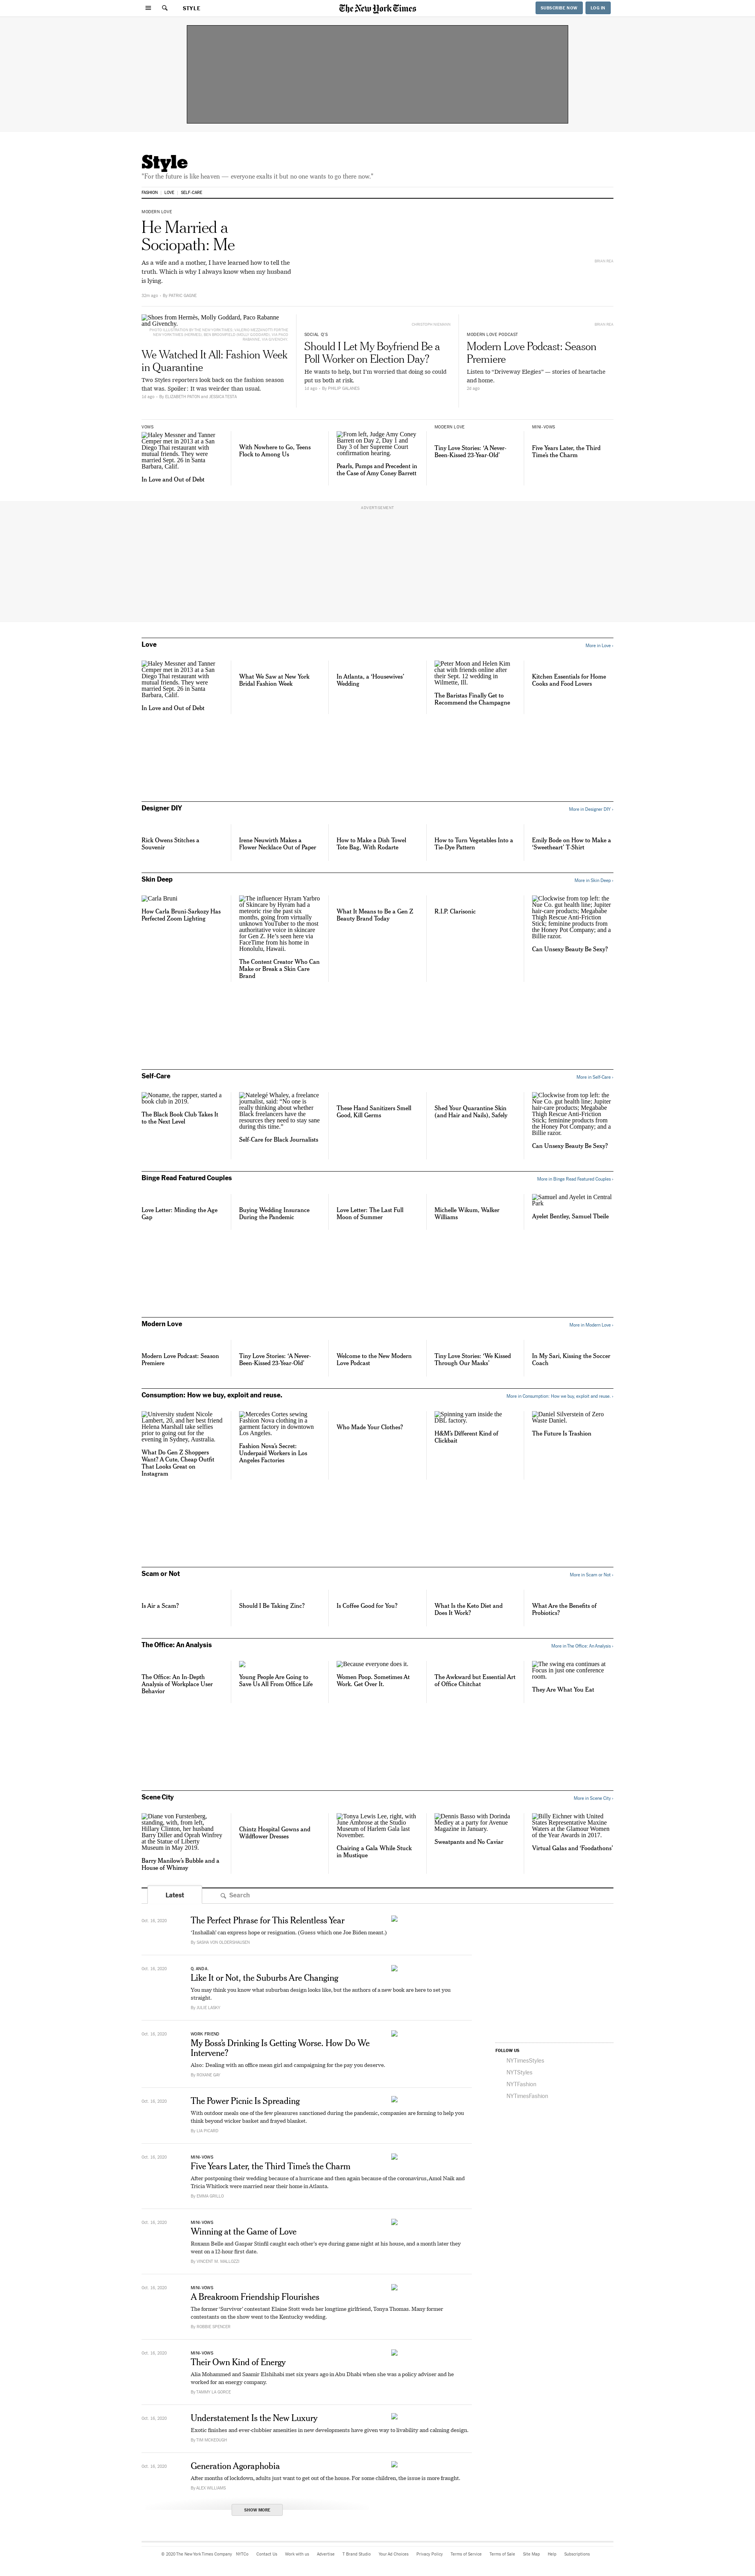 STYLE
The New York Times
SUBSCRIBE NOW
LOG IN
Style
"For the future is like heaven — everyone exalts it but no one wants to go there now."
FASHION
LOVE
SELF-CARE
MODERN LOVE
He Married a
Sociopath: Me
As a wife and mother, I have learned how to tell the
truth. Which is why I always know when my husband
is lying.
22m ago
By PATRIC GAGNE
BRIAN REA
Shoes for Hermès, Molly Goddard, Paco Rabanne
and Givenchy.
We Watched It All: Fashion Week
in Quarantine
Two Styles reporters look back on the fashion season
that was. Spoiler: It was weirder than usual.
1d ago
By ELIZABETH PATON and JESSICA TESTA
SOCIAL Q'S
Should I Let My Boyfriend Be a
Poll Worker on Election Day?
He wants to help, but I'm worried that doing so could
put us both at risk.
1d ago
By PHILIP GALANES
BRIAN REA
MODERN LOVE PODCAST
Modern Love Podcast: Season
Premiere
Listen to "Driveway Elegies" — stories of heartache
and home.
2d ago
VOWS
Haley Messner and Tanner
Cemper met in 2013 at a San
Diego Thai restaurant with
mutual friends. They were
married Sept. 26 in Santa
Barbara, Calif.
In Love and Out of Debt
With Nowhere to Go, Teens
Flock to Among Us
From left, Judge Amy Coney
Barrett on Day 2, Day 1 and
Day 3 of her Supreme Court
confirmation hearing.
Pearls, Pumps and Precedent in
the Case of Amy Coney Barrett
MODERN LOVE
Tiny Love Stories: 'A Never-
Been-Kissed 23-Year-Old'
MINI-VOWS
Five Years Later, the Third
Time's the Charm
ADVERTISEMENT
Love
More in Love ›
Haley Messner and Tanner
Cemper met in 2013 at a San
Diego Thai restaurant with
mutual friends. They were
married Sept. 26 in Santa
Barbara, Calif.
In Love and Out of Debt
What We Saw at New York
Bridal Fashion Week
In Atlanta, a 'Housewives'
Wedding
Peter Moon and Helen Kim
chat with friends online after
their Sept. 12 wedding in
Wilmette, Ill.
The Baristas Finally Get to
Recommend the Champagne
Kitchen Essentials for Home
Cooks and Food Lovers
Designer DIY
More in Designer DIY ›
Rick Owens Stitches a
Souvenir
Irene Neuwirth Makes a
Flower Necklace Out of Paper
How to Make a Dish Towel
Tote Bag, With Rodarte
How to Turn Vegetables Into a
Tie-Dye Pattern
Emily Bode on How to Make a
'Sweetheart' T-Shirt
Skin Deep
More in Skin Deep ›
Carla Bruni
How Carla Bruni-Sarkozy Has
Perfected Zoom Lighting
The influencer Hyram Yarbro
of Skincare by Hyram had a
meteoric rise the past six
months, going from virtually
unknown YouTuber to the most
authoritative voice in skincare
for Gen Z. He's seen here via
FaceTime from his home in
Honolulu, Hawaii.
The Content Creator Who Can
Make or Break a Skin Care
Brand
What It Means to Be a Gen Z
Beauty Brand Today
R.I.P. Clarisonic
Clockwise from top left: the
Nue Co. gut health line; Jupiter
hair-care products; Megababe
Thigh Rescue Anti-Friction
Stick; feminine products from
the Honey Pot Company; and a
Billie razor.
Can Unsexy Beauty Be Sexy?
Self-Care
More in Self-Care ›
Noname, the rapper, started a
book club in 2019.
The Black Book Club Takes It
to the Next Level
Natelegé Whaley, a freelance
journalist, said: "No one is
really thinking about whether
Black freelancers have the
resources they need to stay sane
during this time."
Self-Care for Black Journalists
These Hand Sanitizers Smell
Good, Kill Germs
Shed Your Quarantine Skin
(and Hair and Nails), Safely
Clockwise from top left: the
Nue Co. gut health line; Jupiter
hair-care products; Megababe
Thigh Rescue Anti-Friction
Stick; feminine products from
the Honey Pot Company; and a
Billie razor.
Can Unsexy Beauty Be Sexy?
Binge Read Featured Couples
More in Binge Read Featured Couples ›
Love Letter: Minding the Age
Gap
Buying Wedding Insurance
During the Pandemic
Love Letter: The Last Full
Moon of Summer
Michelle Wikum, Walker
Williams
Samuel and Ayelet in Central
Park
Ayelet Bentley, Samuel Tbeile
Modern Love
More in Modern Love ›
Modern Love Podcast: Season
Premiere
Tiny Love Stories: 'A Never-
Been-Kissed 23-Year-Old'
Welcome to the New Modern
Love Podcast
Tiny Love Stories: 'We Kissed
Through Our Masks'
In My Sari, Kissing the Soccer
Coach
Consumption: How we buy, exploit and reuse.
More in Consumption: How we buy, exploit and reuse. ›
University student Nicole
Lambert, 20, and her best friend
Helena Marshall take selfies
prior to going out for the
evening in Sydney, Australia.
What Do Gen Z Shoppers
Want? A Cute, Cheap Outfit
That Looks Great on
Instagram
Mercedes Cortes sewing
Fashion Nova clothing in a
garment factory in downtown
Los Angeles.
Fashion Nova's Secret:
Underpaid Workers in Los
Angeles Factories
Who Made Your Clothes?
Spinning yarn inside the
DBL factory.
H&M's Different Kind of
Clickbait
Daniel Silverstein of Zero
Waste Daniel.
The Future Is Trashion
Scam or Not
More in Scam or Not ›
Is Air a Scam?
Should I Be Taking Zinc?
Is Coffee Good for You?
What Is the Keto Diet and
Does It Work?
What Are the Benefits of
Probiotics?
The Office: An Analysis
More in The Office: An Analysis ›
The Office: An In-Depth
Analysis of Workplace User
Behavior
Young People Are Going to
Save Us All From Office Life
Because everyone does it.
Women Poop. Sometimes At
Work. Get Over It.
The Awkward but Essential Art
of Office Chitchat
The swing era continues at
Focus in just one conference
room.
They Are What You Eat
Scene City
More in Scene City ›
Diane von Furstenberg,
standing, with, from left,
Hillary Clinton, her husband
Barry Diller and Oprah Winfrey
at the Statue of Liberty
Museum in May 2019.
Barry Manilow's Bubble and a
House of Whimsy
Chintz Hospital Gowns and
Wildflower Dresses
Tonya Lewis Lee, right, with
June Ambrose at the Studio
Museum of Harlem Gala last
November.
Chairing a Gala While Stuck
in Mustique
Dennis Basso with Dorinda
Medley at a party for Avenue
Magazine in January.
Sweatpants and No Caviar
Billy Eichner with United
States Representative Maxine
Waters at the Glamour Women
of the Year Awards in 2017.
Virtual Galas and 'Foodathons'
Latest
Search
Oct. 16, 2020
The Perfect Phrase for This Relentless Year
'Inshallah' can express hope or resignation. (Guess which one Joe Biden meant.)
By SASHA VON OLDERSHAUSEN
Oct. 16, 2020
Q. AND A.
Like It or Not, the Suburbs Are Changing
You may think you know what suburban design looks like, but the authors of a new book are here to set you
straight.
By JULIE LASKY
Oct. 16, 2020
WORK FRIEND
My Boss's Drinking Is Getting Worse. How Do We
Intervene?
Also: Dealing with an office mean girl and campaigning for the pay you deserve.
By ROXANE GAY
Oct. 16, 2020
The Power Picnic Is Spreading
With outdoor meals one of the few pleasures sanctioned during the pandemic, companies are forming to help you
think beyond wicker basket and frayed blanket.
By LIA PICARD
Oct. 16, 2020
MINI-VOWS
Five Years Later, the Third Time's the Charm
After postponing their wedding because of a hurricane and then again because of the coronavirus, Amol Naik and
Tricia Whitlock were married near their home in Atlanta.
By EMMA GRILLO
Oct. 16, 2020
MINI-VOWS
Winning at the Game of Love
Roxann Belle and Gaspar Stinfil caught each other's eye during game night at his house, and a month later they
went on a 12-hour first date.
By VINCENT M. MALLOZZI
Oct. 16, 2020
MINI-VOWS
A Breakroom Friendship Flourishes
The former 'Survivor' contestant Elaine Stott weds her longtime girlfriend, Tonya Thomas. Many former
contestants on the show went to the Kentucky wedding.
By ROBBIE SPENCER
Oct. 16, 2020
MINI-VOWS
Their Own Kind of Energy
Alia Mohammed and Saamir Elshihabi met six years ago in Abu Dhabi when she was a policy adviser and he
worked for an energy company.
By TAMMY LA GORCE
Oct. 16, 2020
Understatement Is the New Luxury
Exotic finishes and ever-clubbier amenities in new developments have given way to livability and calming design.
By TIM MCKEOUGH
Oct. 16, 2020
Generation Agoraphobia
After months of lockdown, adults just want to get out of the house. For some children, the issue is more fraught.
By ALEX WILLIAMS
SHOW MORE
FOLLOW US
NYTimesStyles
NYTStyles
NYTFashion
NYTimesFashion
© 2020 The New York Times Company
NYTCo
Contact Us
Work with us
Advertise
T Brand Studio
Your Ad Choices
Privacy Policy
Terms of Service
Terms of Sale
Site Map
Help
Subscriptions